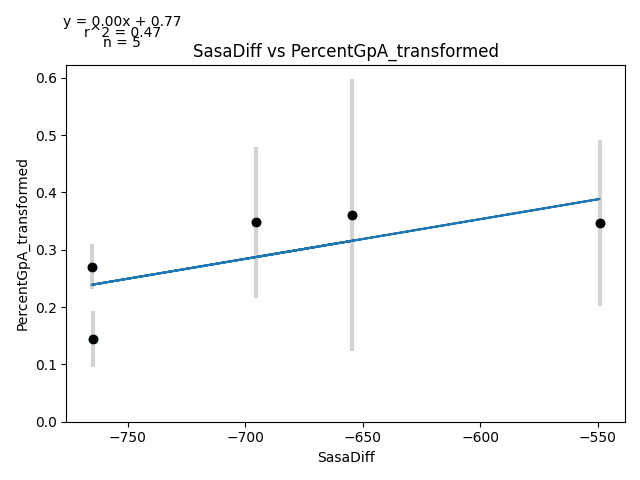 y = 0.00x + 0.77
r^2 = 0.47
n = 5
SasaDiff vs PercentGpA_transformed
0.6
0.5
0.4
0.3
0.2
0.1
0.0
PercentGpA_transformed
−750
−700
−650
−600
−550
SasaDiff